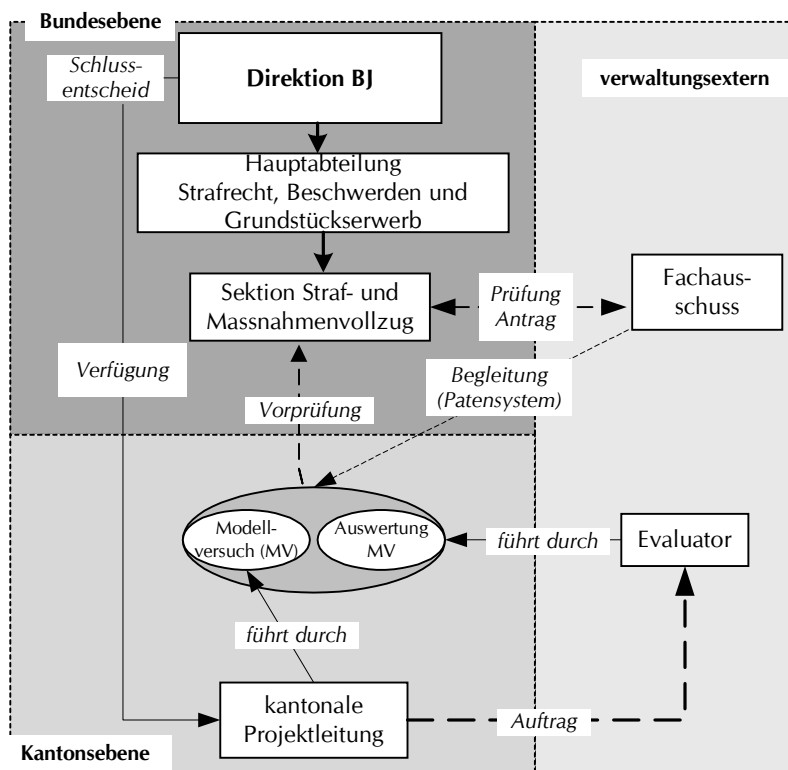 Bundesebene
Schluss-
entscheid
Direktion BJ
verwaltungsextern
Hauptabteilung
Strafrecht, Beschwerden und
Grundstückserwerb
Sektion Straf- und
Massnahmenvollzug
Prüfung
Antrag
Fachaus-
schuss
Verfügung
Begleitung
(Patensystem)
Vorprüfung
Modell-
versuch (MV)
Auswertung
MV
führt durch
Evaluator
führt durch
kantonale
Projektleitung
Auftrag
Kantonsebene